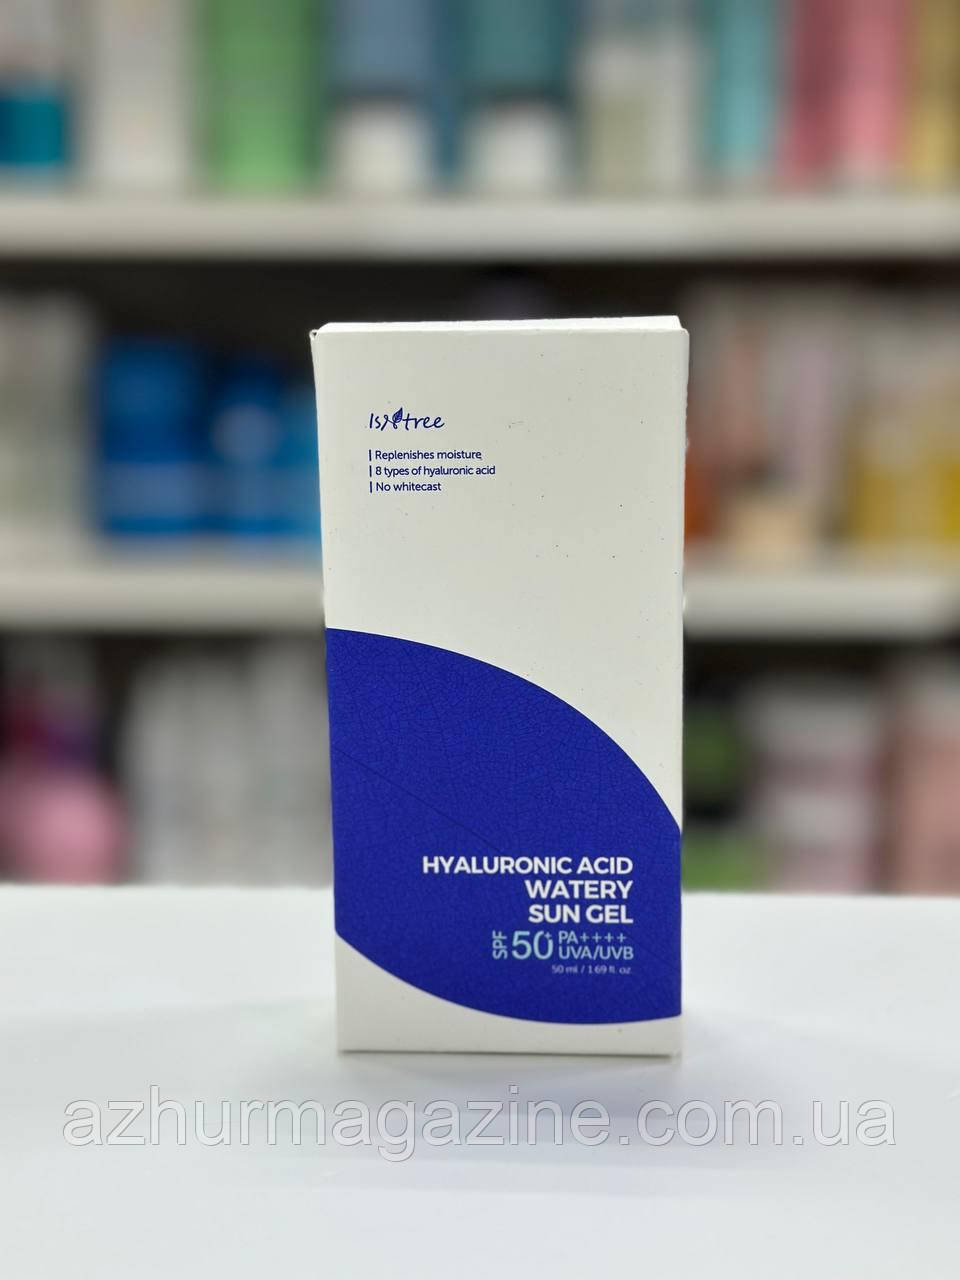 Isntree
Replenishes moisture
8 types of hyaluronic acid
No whitecast
HYALURONIC ACID
WATERY
SUN GEL
SPF 50+ PA++++
UVA/UVB
50 ml / 1.69 fl. oz
azhurmagazine.com.ua